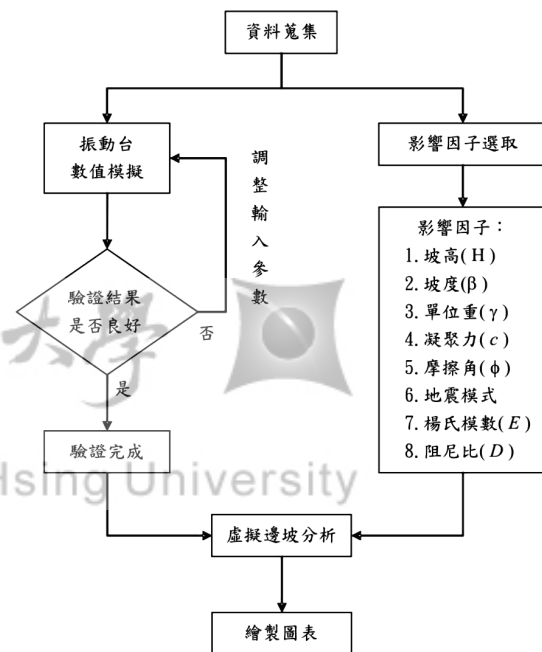 資料蒐集
振動台
數值模擬
調整輸入參數
驗證結果
是否良好
否
是
驗證完成
影響因子選取
影響因子：
1. 坡高(H)
2. 坡度(β)
3. 單位重(γ)
4. 凝聚力(c)
5. 摩擦角(ϕ)
6. 地震模式
7. 楊氏模數(E)
8. 阻尼比(D)
大學
Hsing University
虛擬邊坡分析
繪製圖表